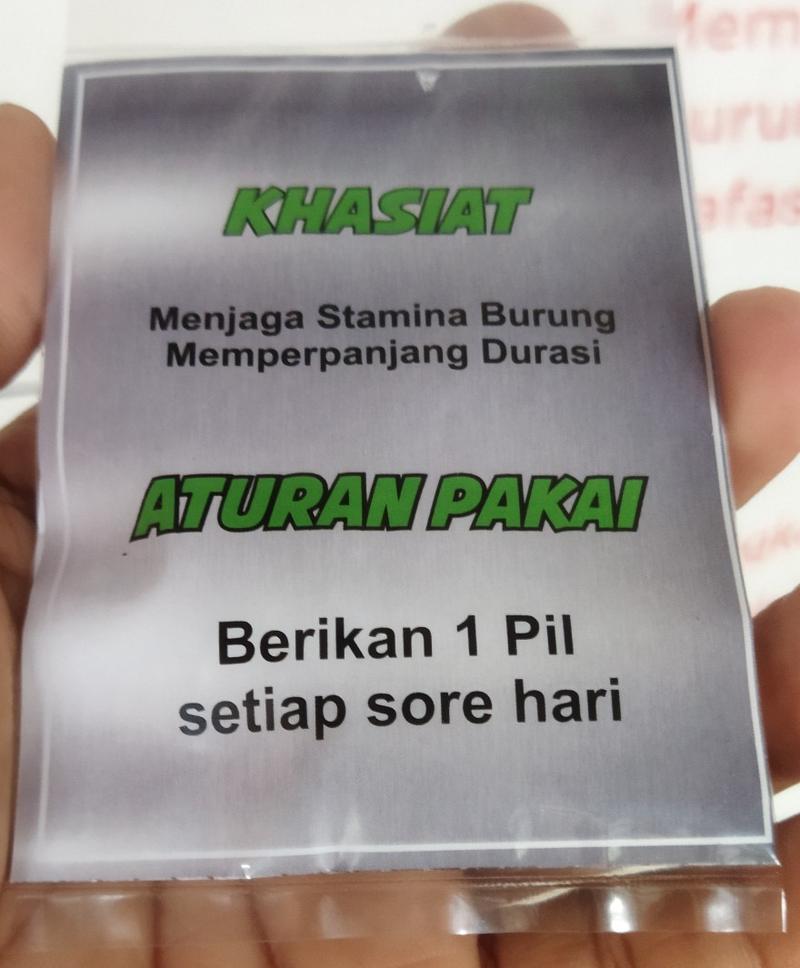 KHASIAT
Menjaga Stamina Burung
Memperpanjang Durasi
ATURAN PAKAI
Berikan 1 Pil
setiap sore hari